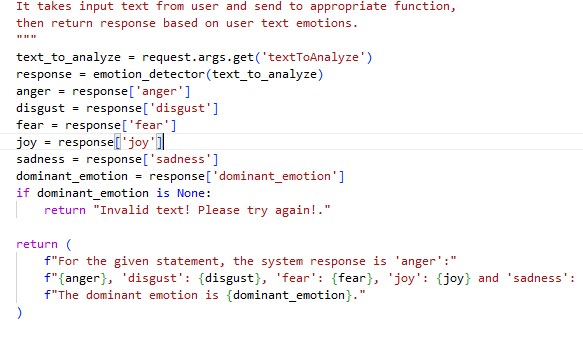 It takes input text from user and send to appropriate function,
then return response based on user text emotions.
"""
text_to_analyze = request.args.get('textToAnalyze')
response = emotion_detector(text_to_analyze)
anger = response['anger']
disgust = response['disgust']
fear = response['fear']
joy = response['joy']
sadness = response['sadness']
dominant_emotion = response['dominant_emotion']
if dominant_emotion is None:
    return "Invalid text! Please try again!."

return (
    f"For the given statement, the system response is 'anger':"
    f"{anger}, 'disgust': {disgust}, 'fear': {fear}, 'joy': {joy} and 'sadness':
    f"The dominant emotion is {dominant_emotion}."
)